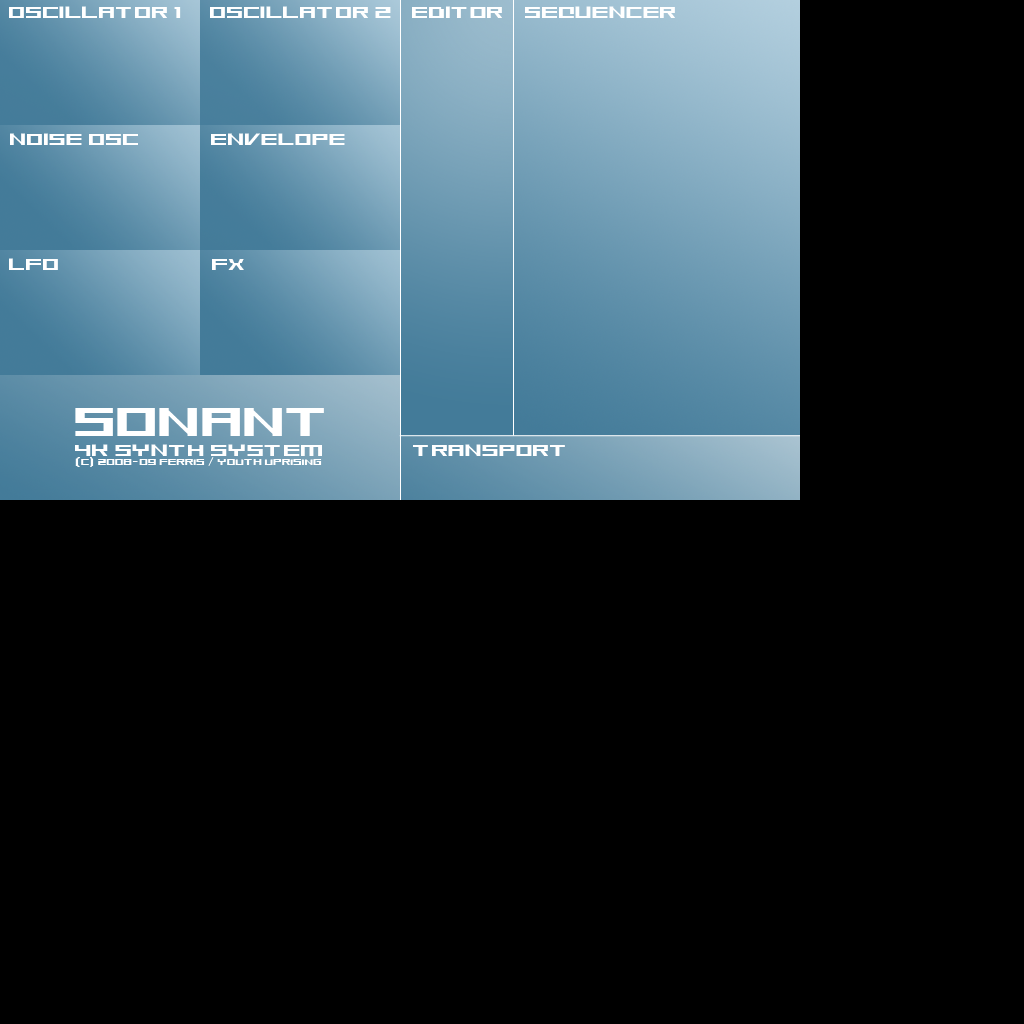 OSCILLATOR 1
OSCILLATOR 2
EDITOR
SEQUENCER
NOISE OSC
ENVELOPE
LFO
FX
SONANT
4K SYNTH SYSTEM
(C) 2008-09 FERRIS / YOUTH UPRISING
TRANSPORT